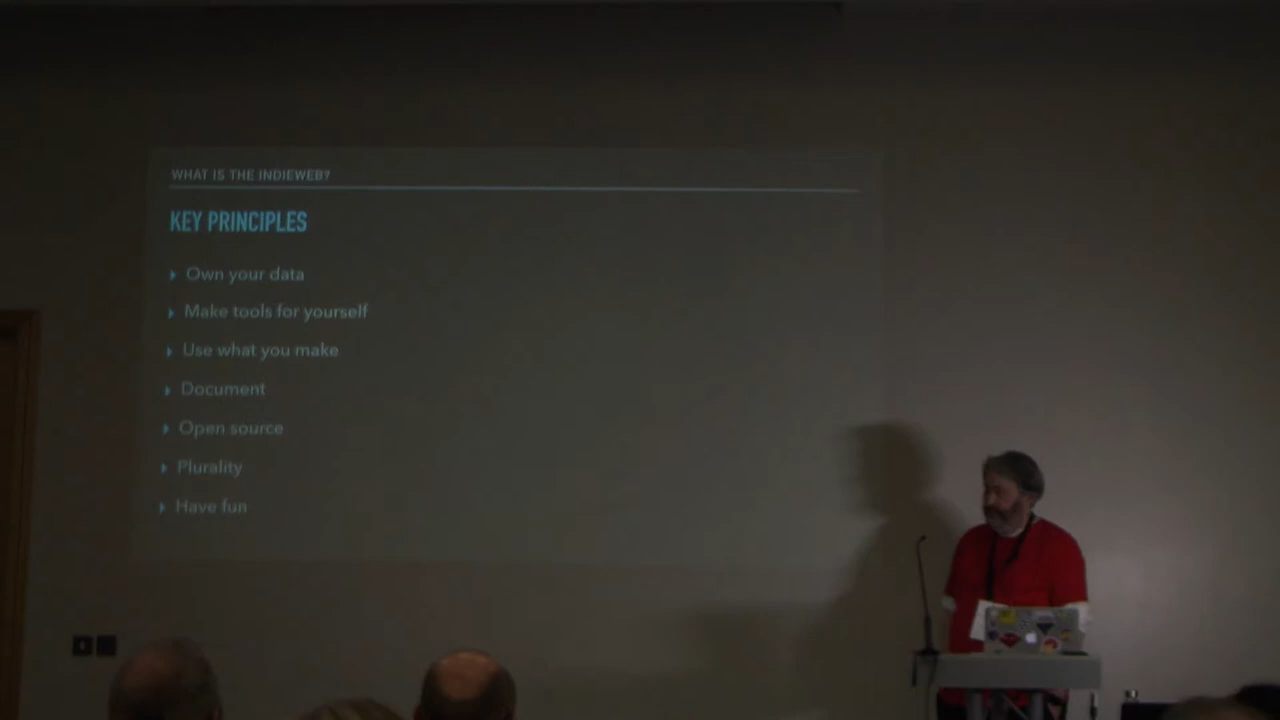 WHAT IS THE INDIEWEB?
KEY PRINCIPLES
Own your data
Make tools for yourself
Use what you make
Document
Open source
Plurality
Have fun